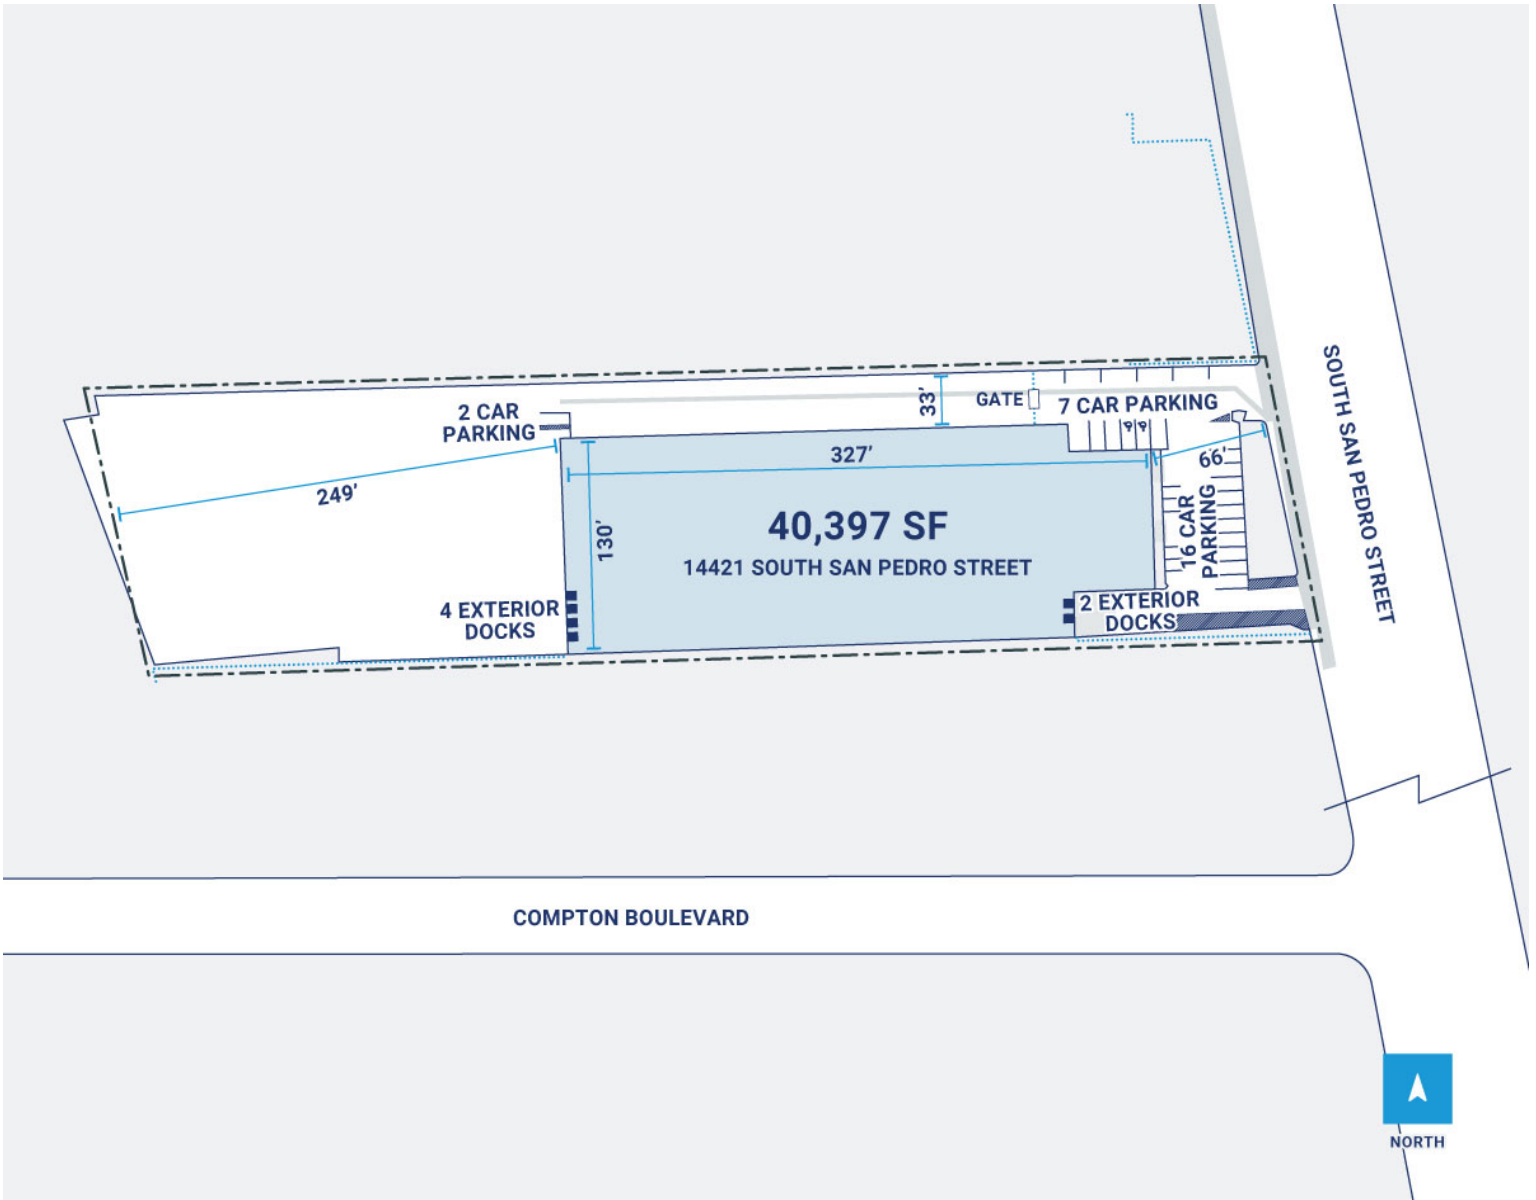 SOUTH SAN PEDRO STREET
2 CAR
PARKING
33’
GATE
7 CAR PARKING
327’
66’
249’
130’
40,397 SF
14421 SOUTH SAN PEDRO STREET
16 CAR
PARKING
4 EXTERIOR
DOCKS
2 EXTERIOR
DOCKS
COMPTON BOULEVARD
NORTH